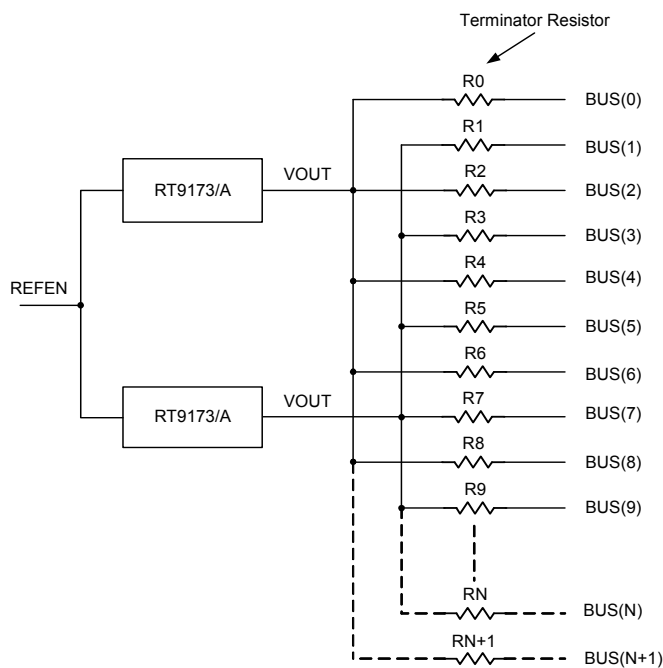 Terminator Resistor
R0
BUS(0)
R1
BUS(1)
RT9173/A
VOUT
R2
BUS(2)
R3
BUS(3)
REFEN
R4
BUS(4)
R5
BUS(5)
R6
BUS(6)
RT9173/A
VOUT
R7
BUS(7)
R8
BUS(8)
R9
BUS(9)
RN
BUS(N)
RN+1
BUS(N+1)